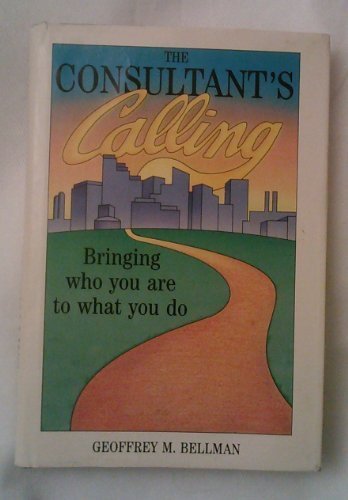 THE
CONSULTANT'S
Calling
Bringing
who you are
to what you do
GEOFFREY M. BELLMAN